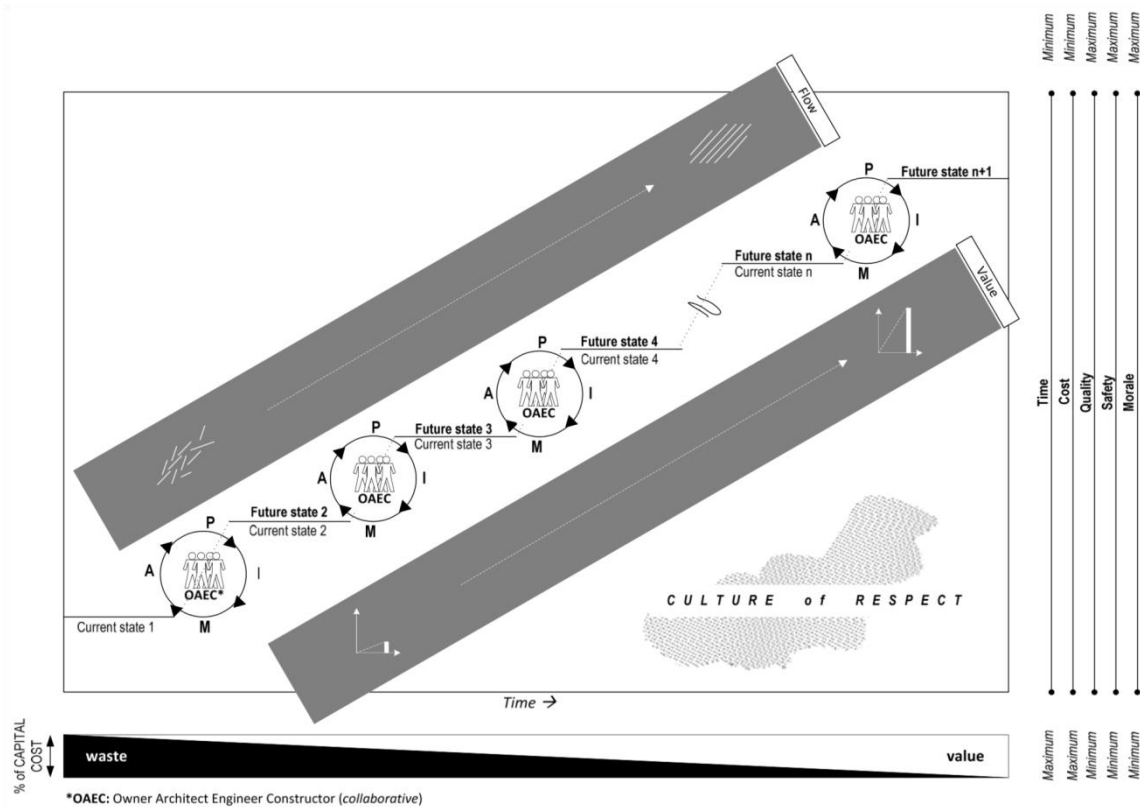 Minimum
Minimum
Maximum
Maximum
Maximum
Flow
P
Future state n+1
A
I
OAEC
M
Future state n
Current state n
Value
P
Future state 4
Current state 4
A
I
OAEC
M
P
Future state 3
Current state 3
A
I
OAEC
M
P
Future state 2
Current state 2
A
I
OAEC*
M
Current state 1
CULTURE of RESPECT
Time →
Time
Cost
Quality
Safety
Morale
Maximum
Maximum
Minimum
Minimum
Minimum
% of CAPITAL
COST
waste
value
*OAEC: Owner Architect Engineer Constructor (collaborative)